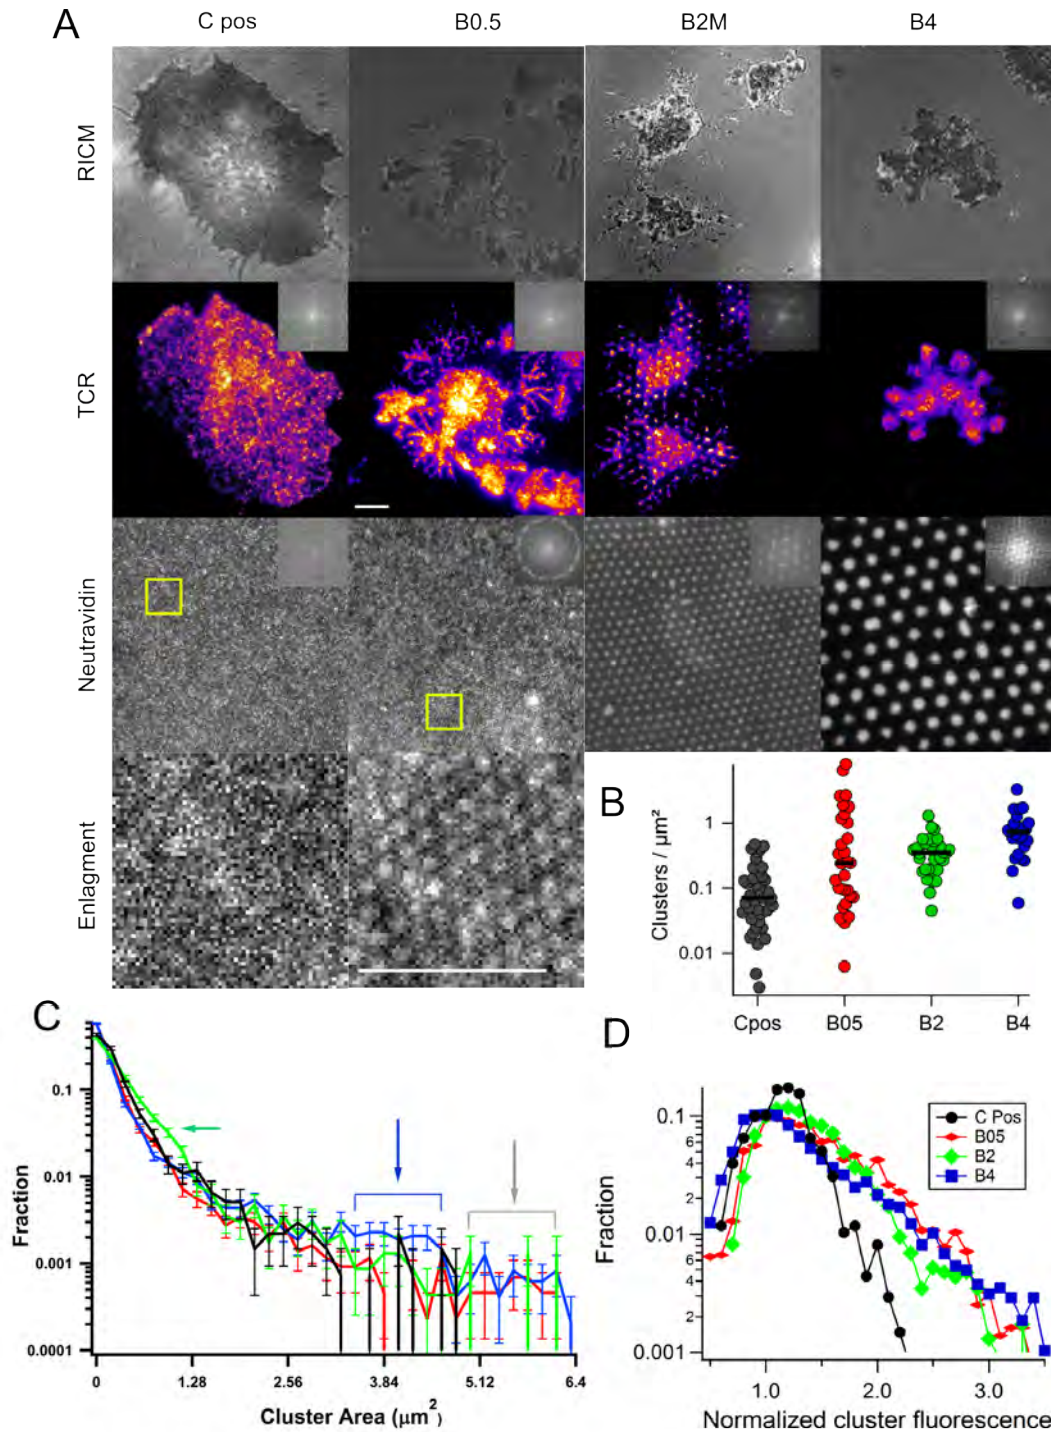 A
C pos
B0.5
B2M
B4
RICM
TCR
Neutravidin
Enlagment
B
Clusters / µm²
1
0.1
0.01
Cpos
B05
B2
B4
C
Fraction
0.1
0.01
0.001
0.0001
0
1.28
2.56
3.84
5.12
6.4
Cluster Area (µm²)
D
Fraction
0.1
6
4
2
0.01
6
4
2
0.001
C Pos
B05
B2
B4
1.0
2.0
3.0
Normalized cluster fluorescence